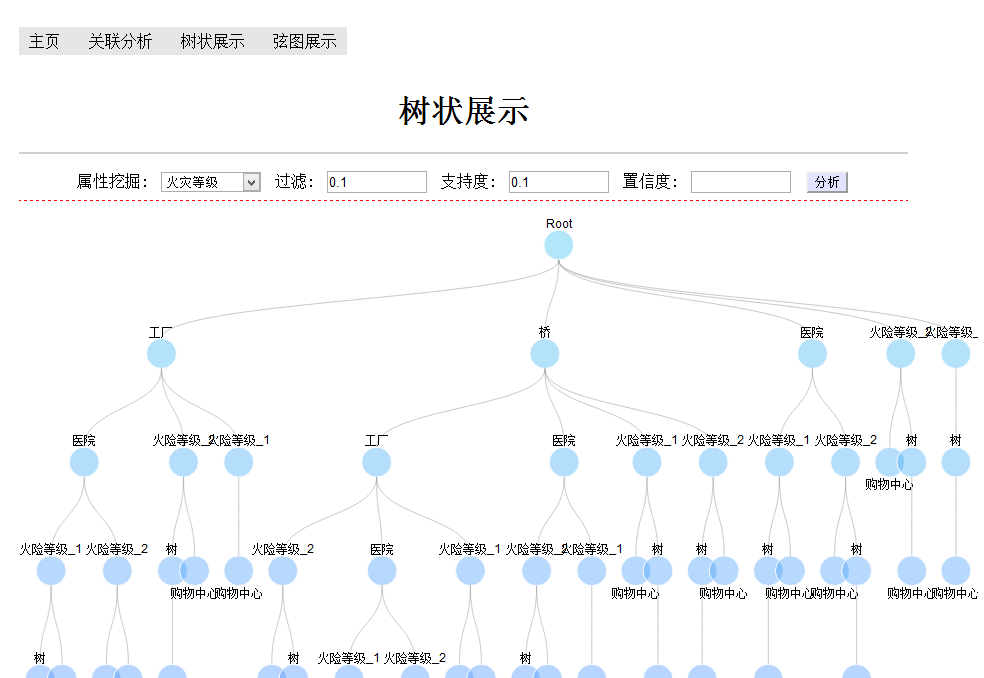 主页 关联分析 树状展示 弦图展示
树状展示
属性挖掘： 火灾等级 过滤： 0.1 支持度： 0.1 置信度： 分析
Root
工厂 桥 医院 火险等级_2 火险等级_
医院 火险等级_2 火险等级_1 工厂 医院 火险等级_1 火险等级_2 火险等级_1 火险等级_2 树 树
购物中心
火险等级_1 火险等级_2 树 火险等级_2 医院 火险等级_1 火险等级_2 火险等级_1 树 树 树 树
购物中心 购物中心 购物中心 购物中心 购物中心 购物中心 购物中心 购物中心
树 树 火险等级_1 火险等级_2 树